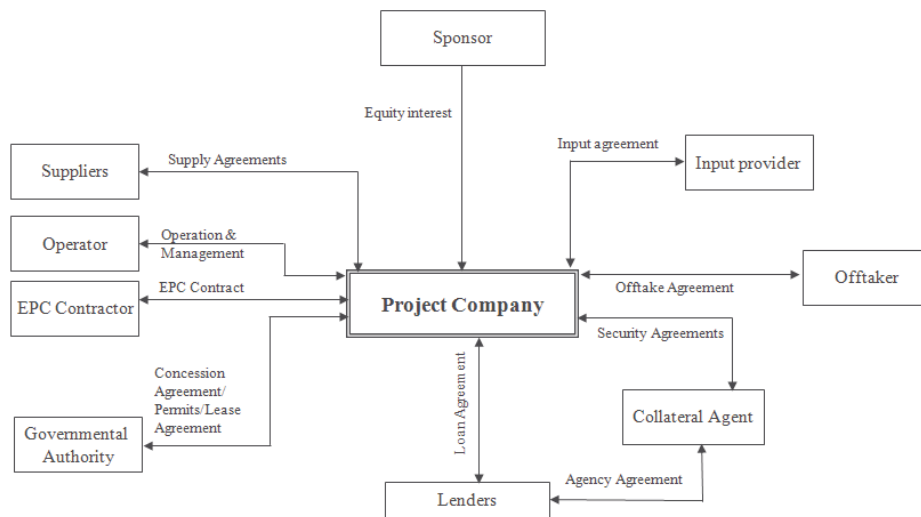 Sponsor
Equity interest
Input agreement
Suppliers
Supply Agreements
Input provider
Operator
Operation &
Management
EPC Contractor
EPC Contract
Project Company
Offtake Agreement
Offtaker
Security Agreements
Concession
Agreement/
Permits/Lease
Agreement
Loan Agreement
Collateral Agent
Governmental
Authority
Agency Agreement
Lenders